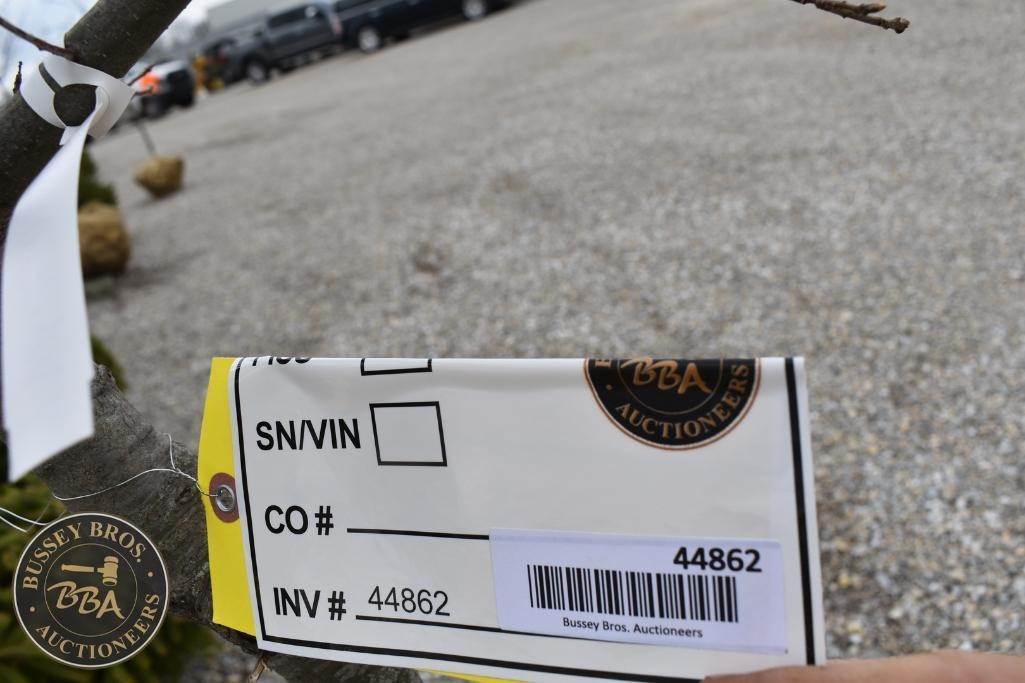 BBA
AUCTIONEERS
SN/VIN
CO #
INV # 44862
44862
Bussey Bros. Auctioneers
BUSSEY BROS.
BBA
AUCTIONEERS